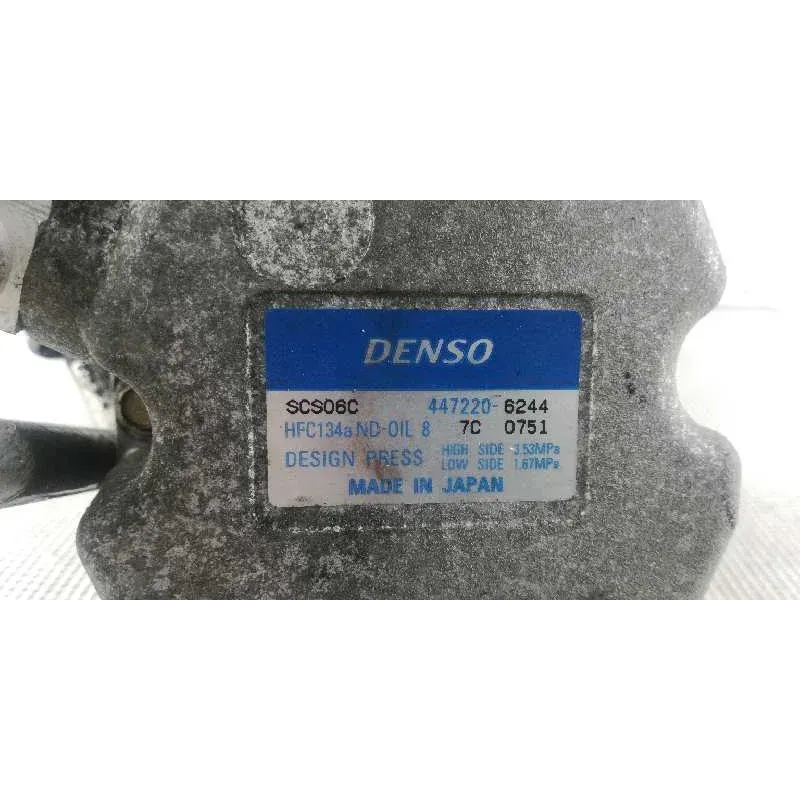 DENSO
SCS06C 447220-6244
HFC134a ND-OIL 8 7C 0751
DESIGN PRESS HIGH SIDE 3.53MPa
LOW SIDE 1.67MPa
MADE IN JAPAN